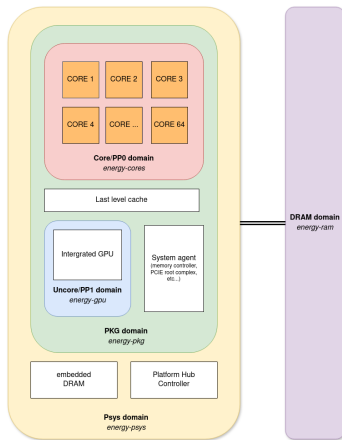 CORE 1
CORE 2
CORE 3
CORE 4
CORE ...
CORE 64
Core/PP0 domain
energy-cores
Last level cache
Intergrated GPU
Uncore/PP1 domain
energy-gpu
System agent
(memory controller,
PCIE root complex,
etc...)
PKG domain
energy-pkg
embedded
DRAM
Platform Hub
Controller
Psys domain
energy-psys
DRAM domain
energy-ram